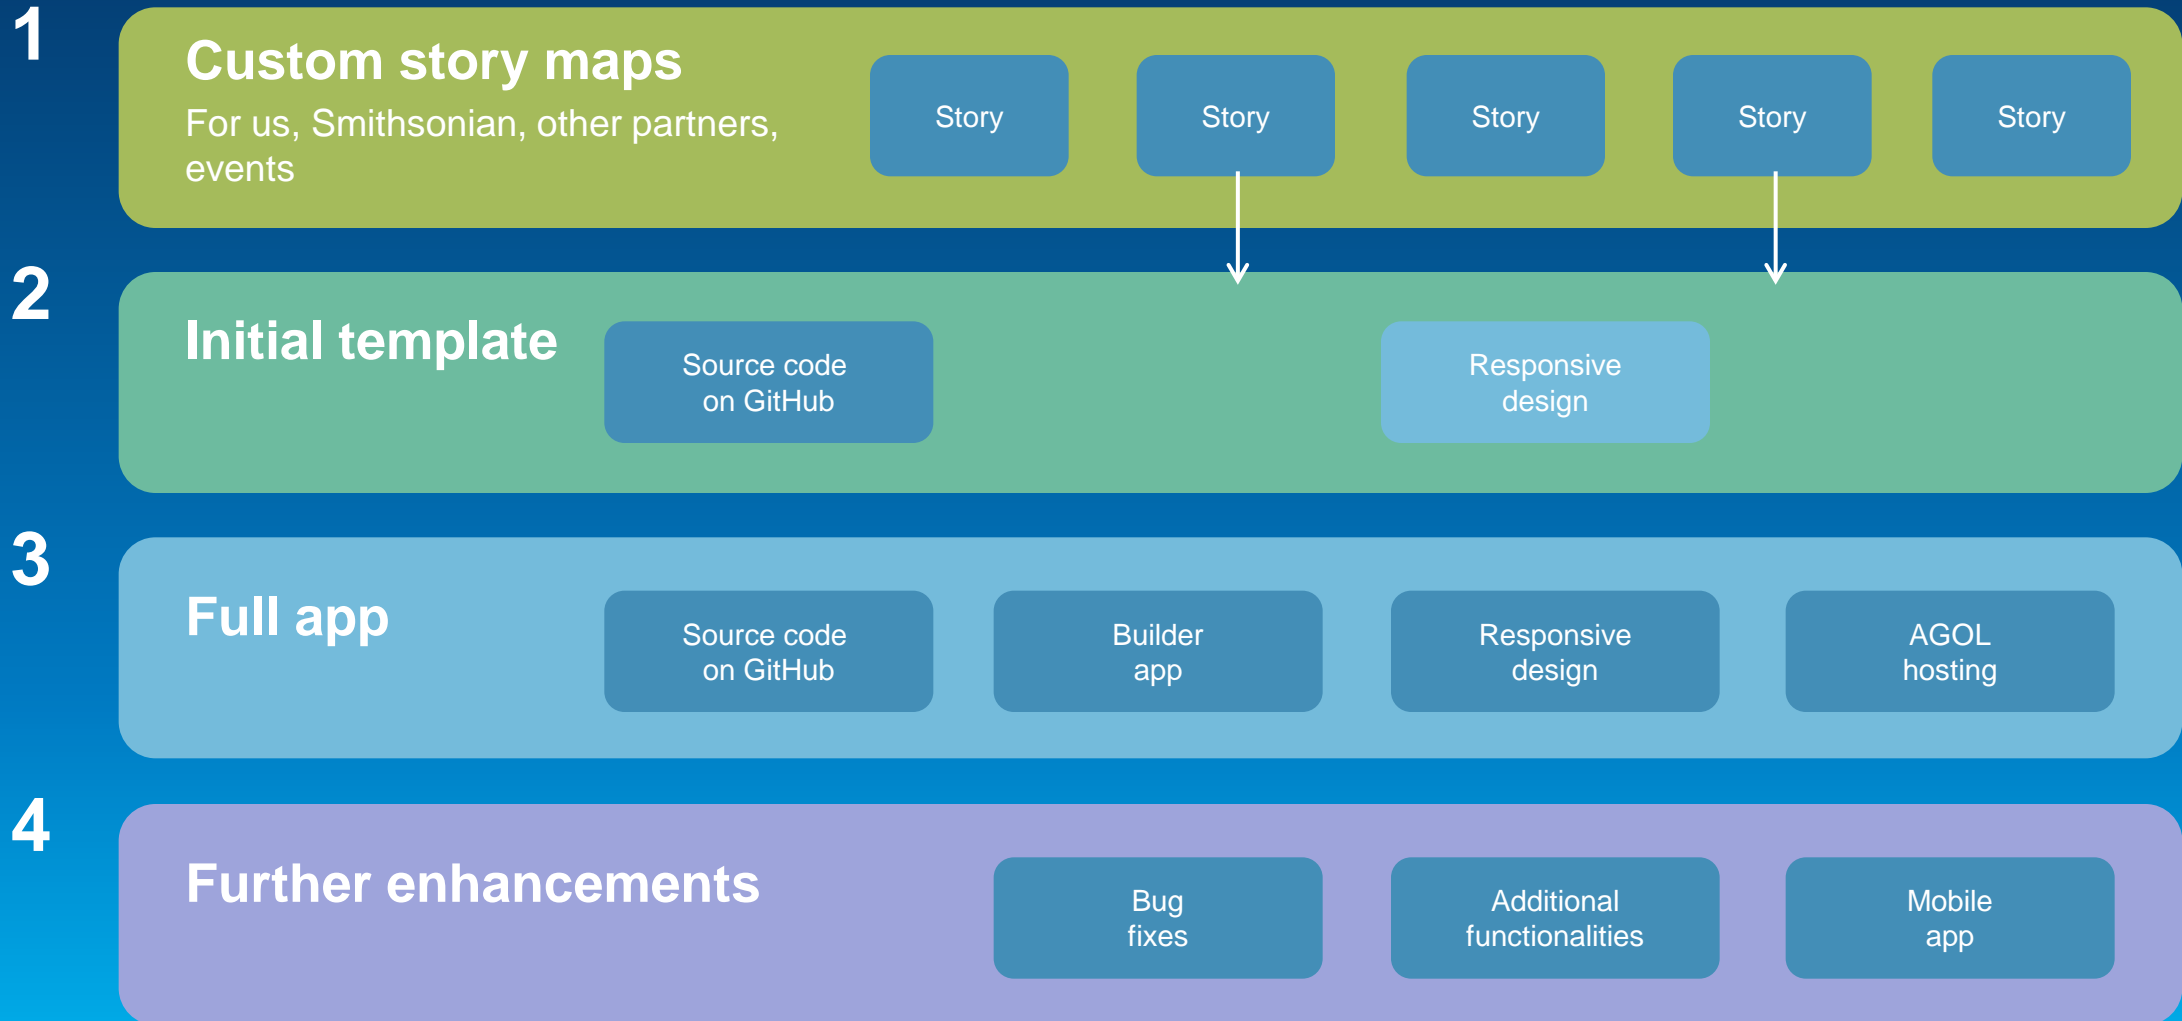 1
Custom story maps
For us, Smithsonian, other partners,
events
Story
Story
Story
Story
Story
2
Initial template
Source code
on GitHub
Responsive
design
3
Full app
Source code
on GitHub
Builder
app
Responsive
design
AGOL
hosting
4
Further enhancements
Bug
fixes
Additional
functionalities
Mobile
app